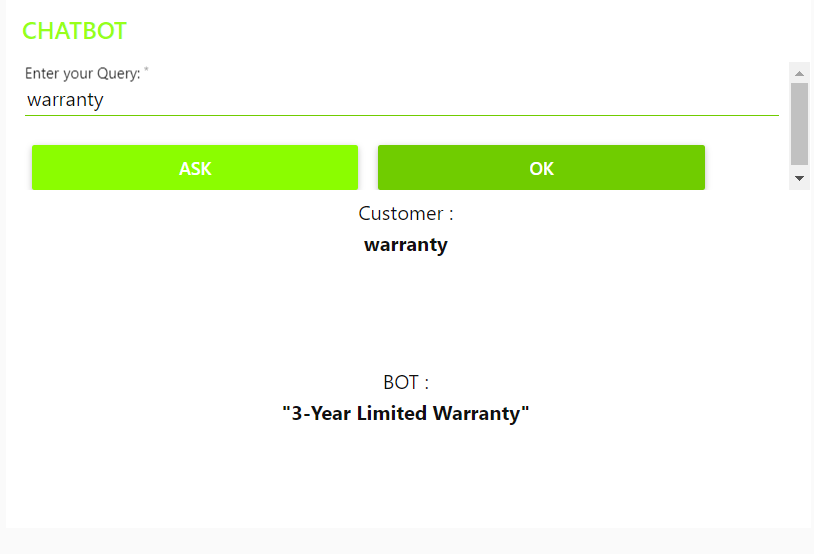 CHATBOT
Enter your Query: *
warranty
ASK
OK
Customer :
warranty
BOT :
"3-Year Limited Warranty"